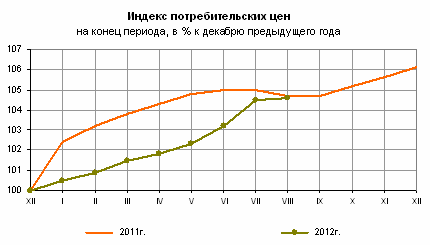 Индекс потребительских цен
на конец периода, в % к декабрю предыдущего года
107
106
105
104
103
102
101
100
XII I II III IV V VI VII VIII IX X XI XII
2011г. 2012г.